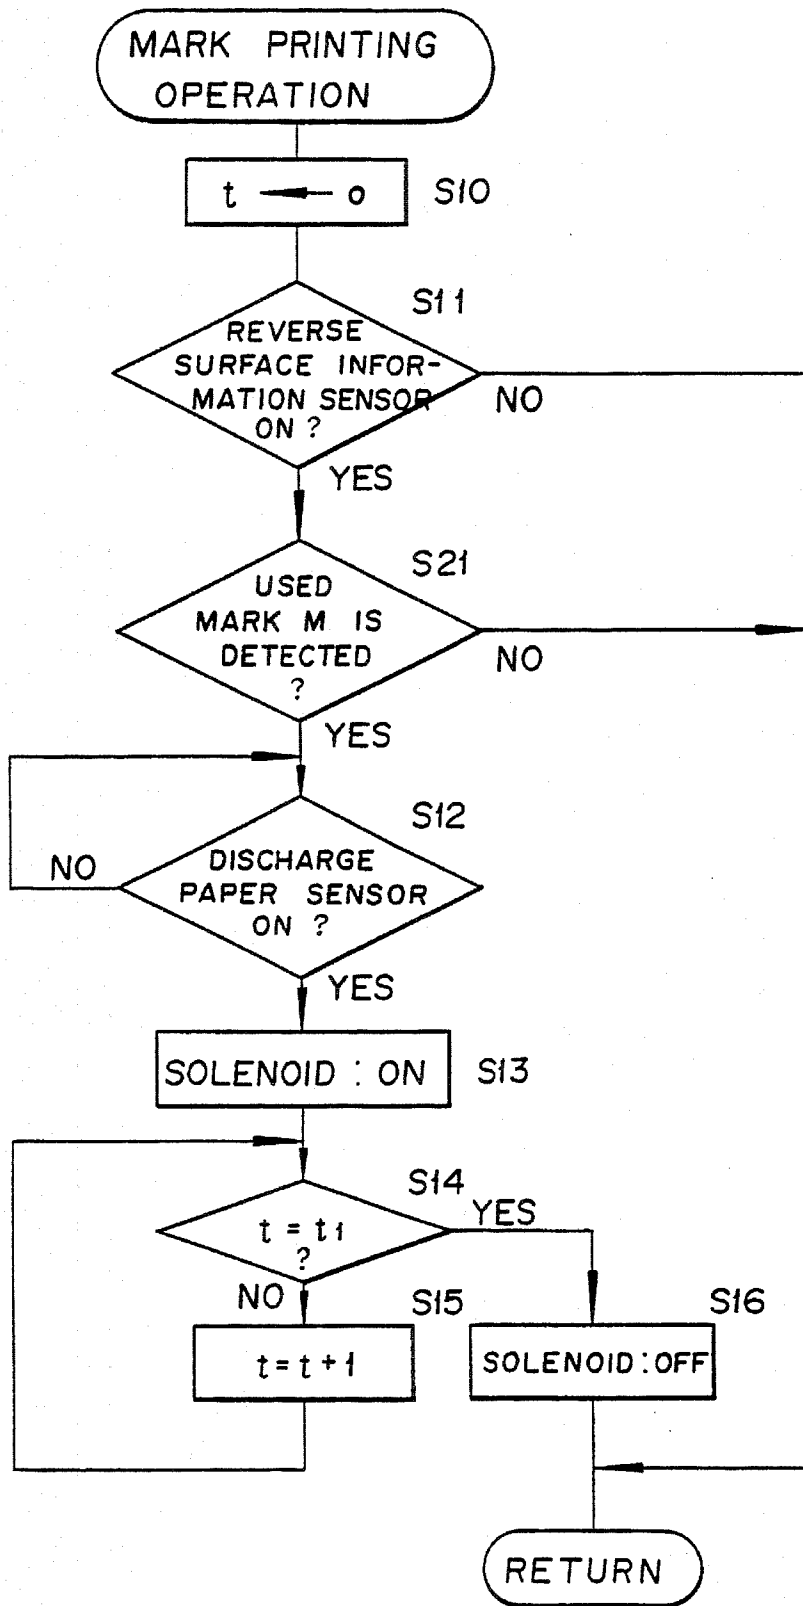 MARK PRINTING
OPERATION
t ← 0
S10
S11
REVERSE
SURFACE INFOR-
MATION SENSOR
ON ?
NO
YES
S21
USED
MARK M IS
DETECTED
?
NO
YES
S12
DISCHARGE
PAPER SENSOR
ON ?
NO
YES
SOLENOID : ON
S13
S14
t = t1
?
YES
NO
S15
t = t + 1
S16
SOLENOID : OFF
RETURN